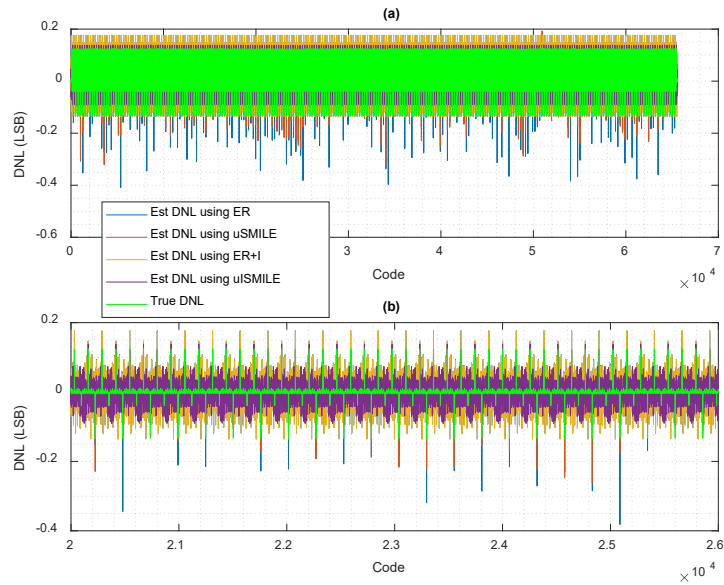 (a)
0.2
0
-0.2
-0.4
-0.6
DNL (LSB)
0 3 4 5 6 7
Code
× 10 4
Est DNL using ER
Est DNL using uSMILE
Est DNL using ER+I
Est DNL using uISMILE
True DNL
(b)
0.2
0
-0.2
-0.4
DNL (LSB)
2 2.1 2.2 2.3 2.4 2.5 2.6
Code
× 10 4